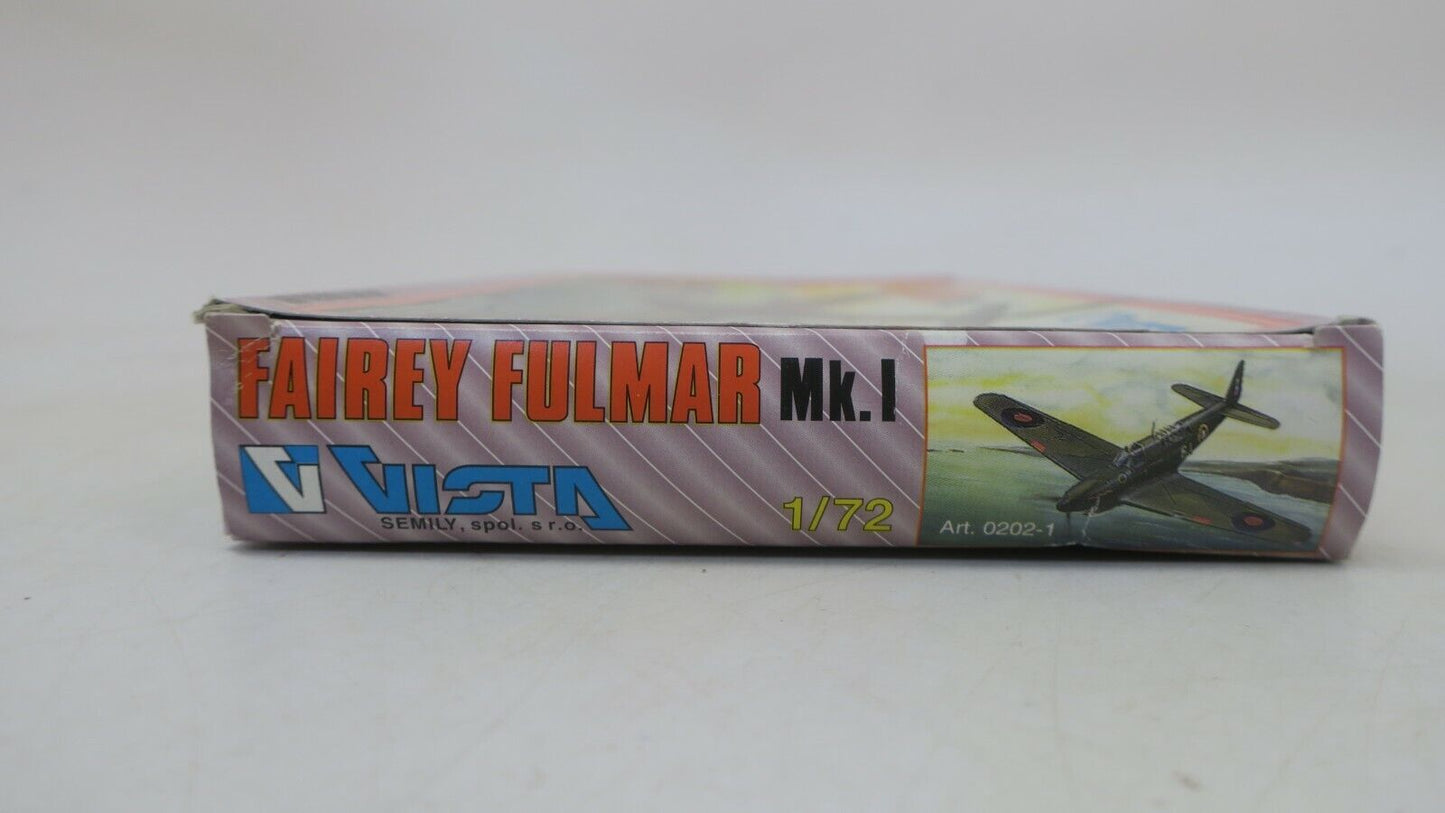 FAIREY FULMAR Mk.I
VISTA
SEMILY, spol. s r.o.
1/72
Art. 0202-1